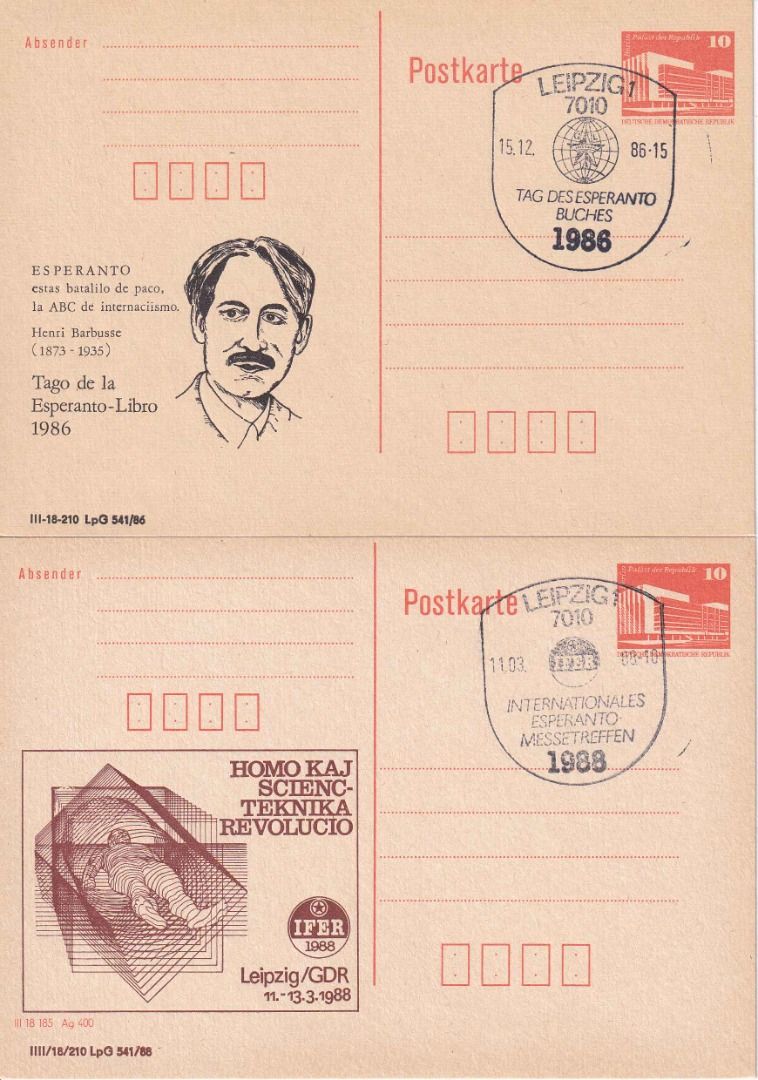 Absender
Postkarte
Berlin Palast der Republik 10
DEUTSCHE DEMOKRATISCHE REPUBLIK
LEIPZIG 1
7010
15.12. 86-15
TAG DES ESPERANTO
BUCHES
1986
ESPERANTO
estas batalilo de paco,
la ABC de internaciismo.
Henri Barbusse
(1873 - 1935)
Tago de la
Esperanto-Libro
1986
III-18-210 LpG 541/86
Absender
Postkarte
Berlin Palast der Republik 10
DEUTSCHE DEMOKRATISCHE REPUBLIK
LEIPZIG 1
7010
11.03.
IFER
INTERNATIONALES
ESPERANTO-
MESSETREFFEN
1988
HOMO KAJ
SCIENC-
TEKNIKA
REVOLUCIO
IFER
1988
Leipzig/GDR
11.-13.3.1988
III 18 185 Ag 400
IIII/18/210 LpG 541/88